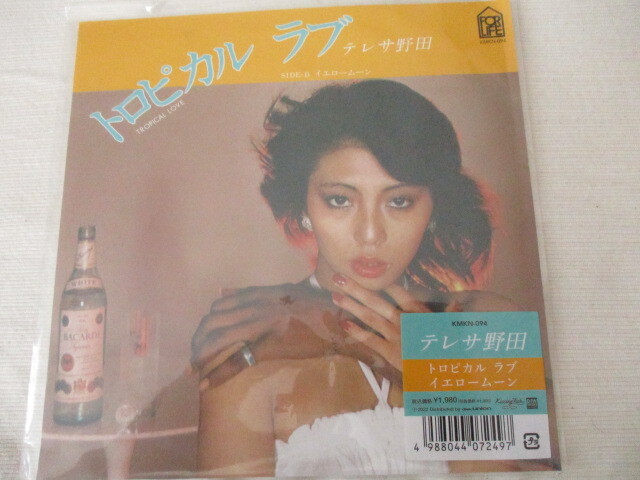 トロピカル ラブ
テレサ野田
SIDE-B. イエロームーン
TROPICAL LOVE
FOR
LIFE
WHITE
BACARDI
KMKN-094
テレサ野田
トロピカル ラブ
イエロームーン
¥1,980
4 988044 072497